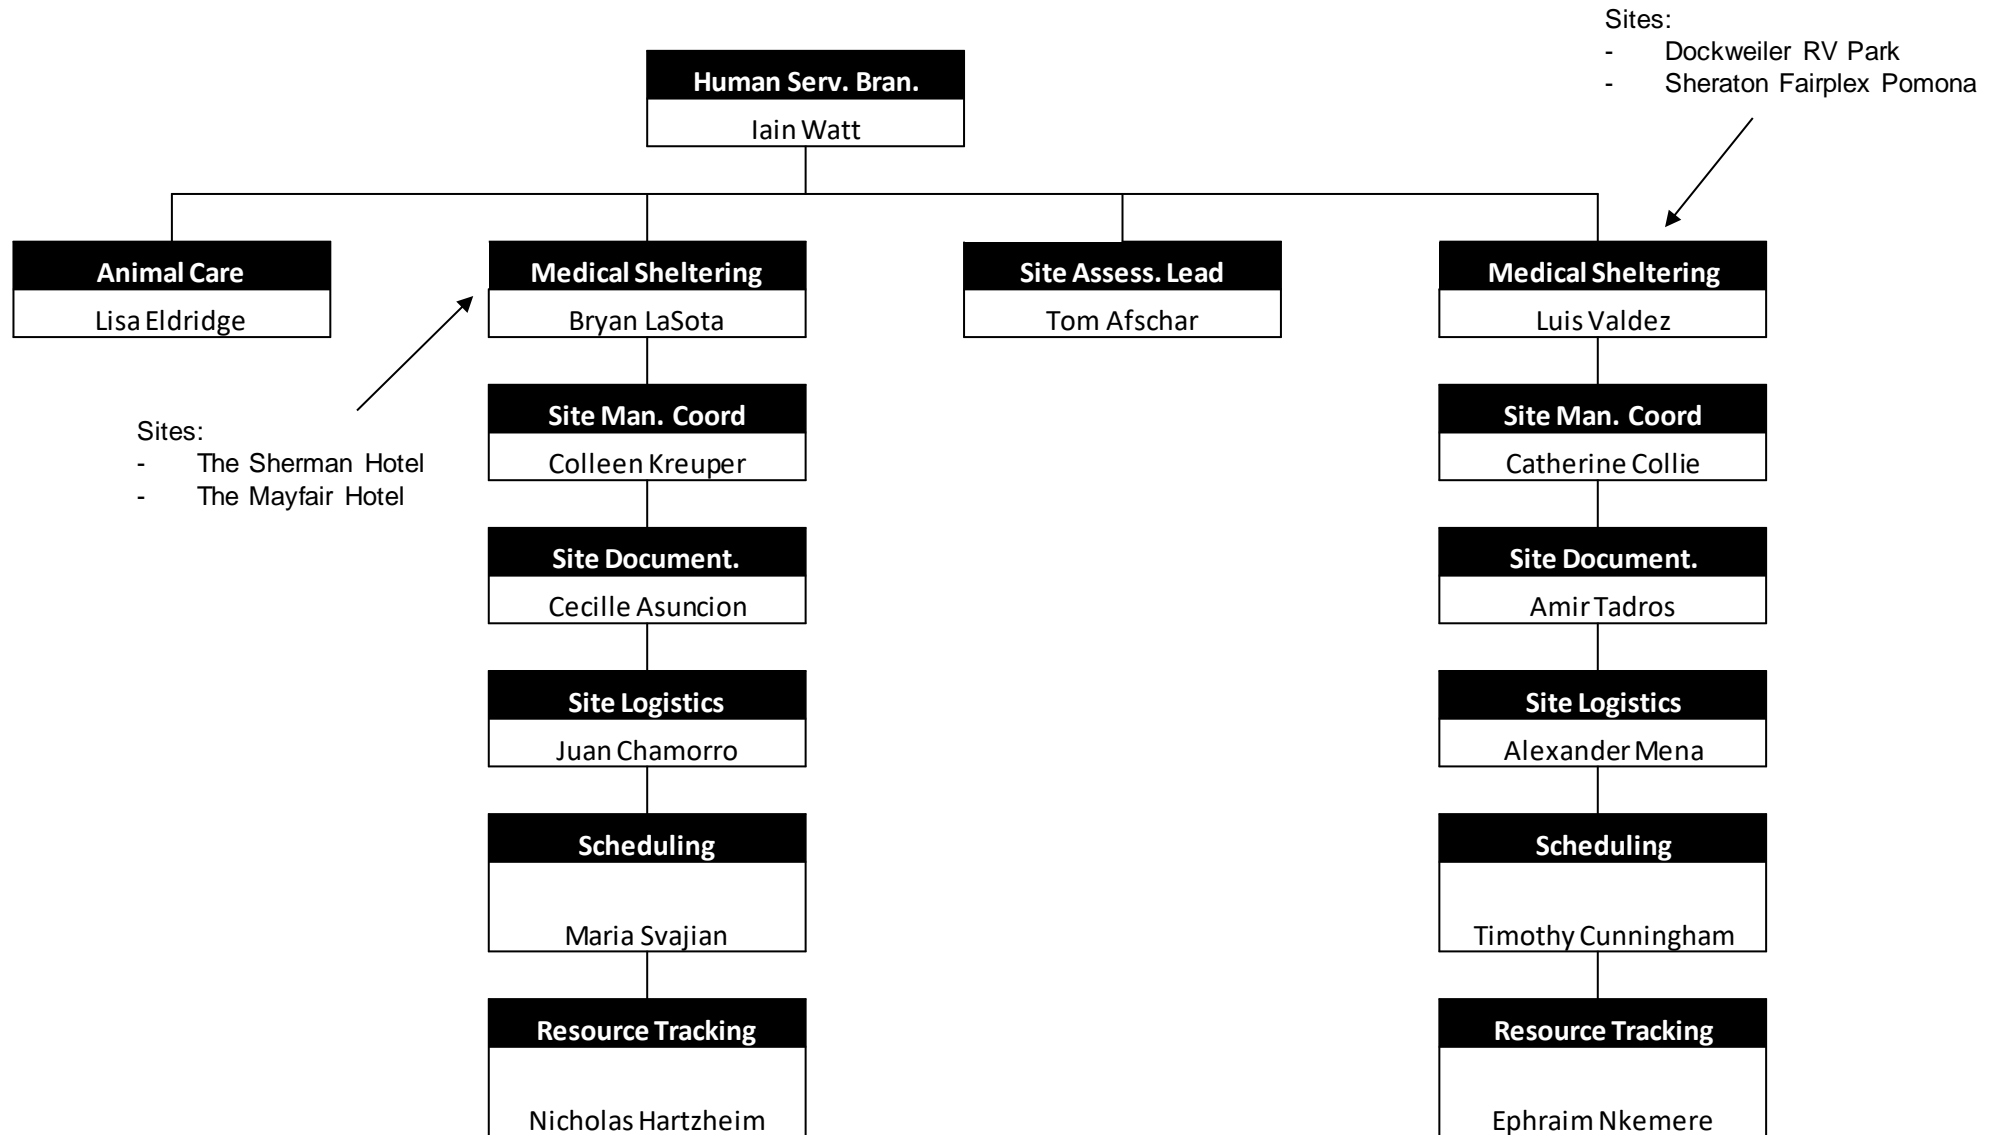 Sites:
- Dockweiler RV Park
- Sheraton Fairplex Pomona
Human Serv. Bran.
Iain Watt
Animal Care
Lisa Eldridge
Medical Sheltering
Bryan LaSota
Site Assess. Lead
Tom Afschar
Medical Sheltering
Luis Valdez
Sites:
- The Sherman Hotel
- The Mayfair Hotel
Site Man. Coord
Colleen Kreuper
Site Man. Coord
Catherine Collie
Site Document.
Cecille Asuncion
Site Document.
Amir Tadros
Site Logistics
Juan Chamorro
Site Logistics
Alexander Mena
Scheduling
Maria Svajian
Scheduling
Timothy Cunningham
Resource Tracking
Nicholas Hartzheim
Resource Tracking
Ephraim Nkemere